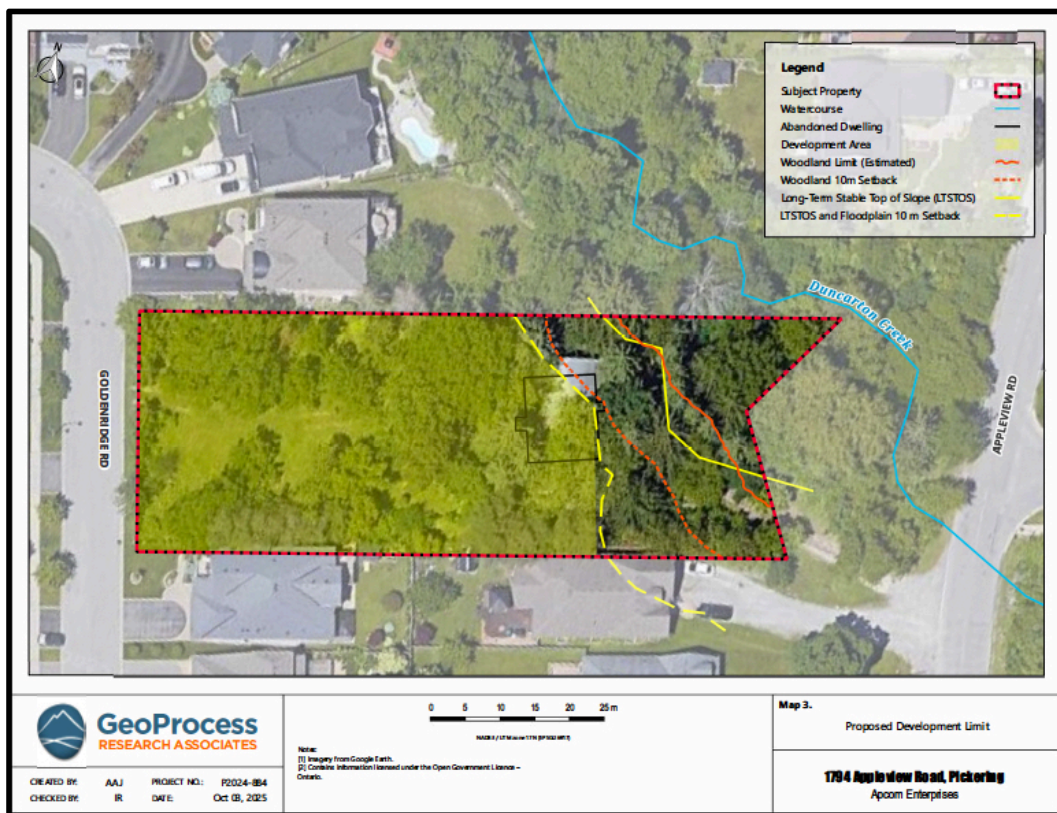 N
Legend
Subject Property
Watercourse
Abandoned Dwelling
Development Area
Woodland Limit (Estimated)
Woodland 10m Setback
Long-Term Stable Top of Slope (LTSTOS)
LTSTOS and Floodplain 10 m Setback
Duncarton Creek
GOLDENRIDGE RD
APPLEVIEW RD
GeoProcess
RESEARCH ASSOCIATES
CREATED BY: AAJ PROJECT NO.: P2024-884
CHECKED BY: IR DATE: Oct 03, 2025
0 5 10 15 20 25 m
Notes:
[1] Imagery from Google Earth.
[2] Contains information licensed under the Open Government Licence –
Ontario.
Map 3.
Proposed Development Limit
1794 Appleview Road, Pickering
Apcom Enterprises